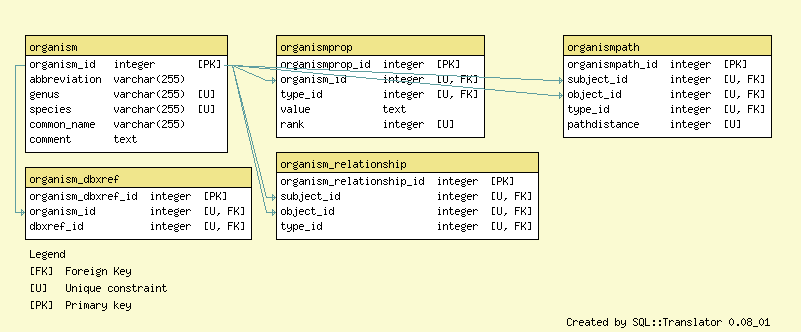 organism
organism_id integer [PK]
abbreviation varchar(255)
genus varchar(255) [U]
species varchar(255) [U]
common_name varchar(255)
comment text
organismprop
organismprop_id integer [PK]
organism_id integer [U, FK]
type_id integer [U, FK]
value text
rank integer [U]
organismpath
organismpath_id integer [PK]
subject_id integer [U, FK]
object_id integer [U, FK]
type_id integer [U, FK]
pathdistance integer [U]
organism_dbxref
organism_dbxref_id integer [PK]
organism_id integer [U, FK]
dbxref_id integer [U, FK]
organism_relationship
organism_relationship_id integer [PK]
subject_id integer [U, FK]
object_id integer [U, FK]
type_id integer [U, FK]
Legend
[FK] Foreign Key
[U] Unique constraint
[PK] Primary key
Created by SQL::Translator 0.08_01